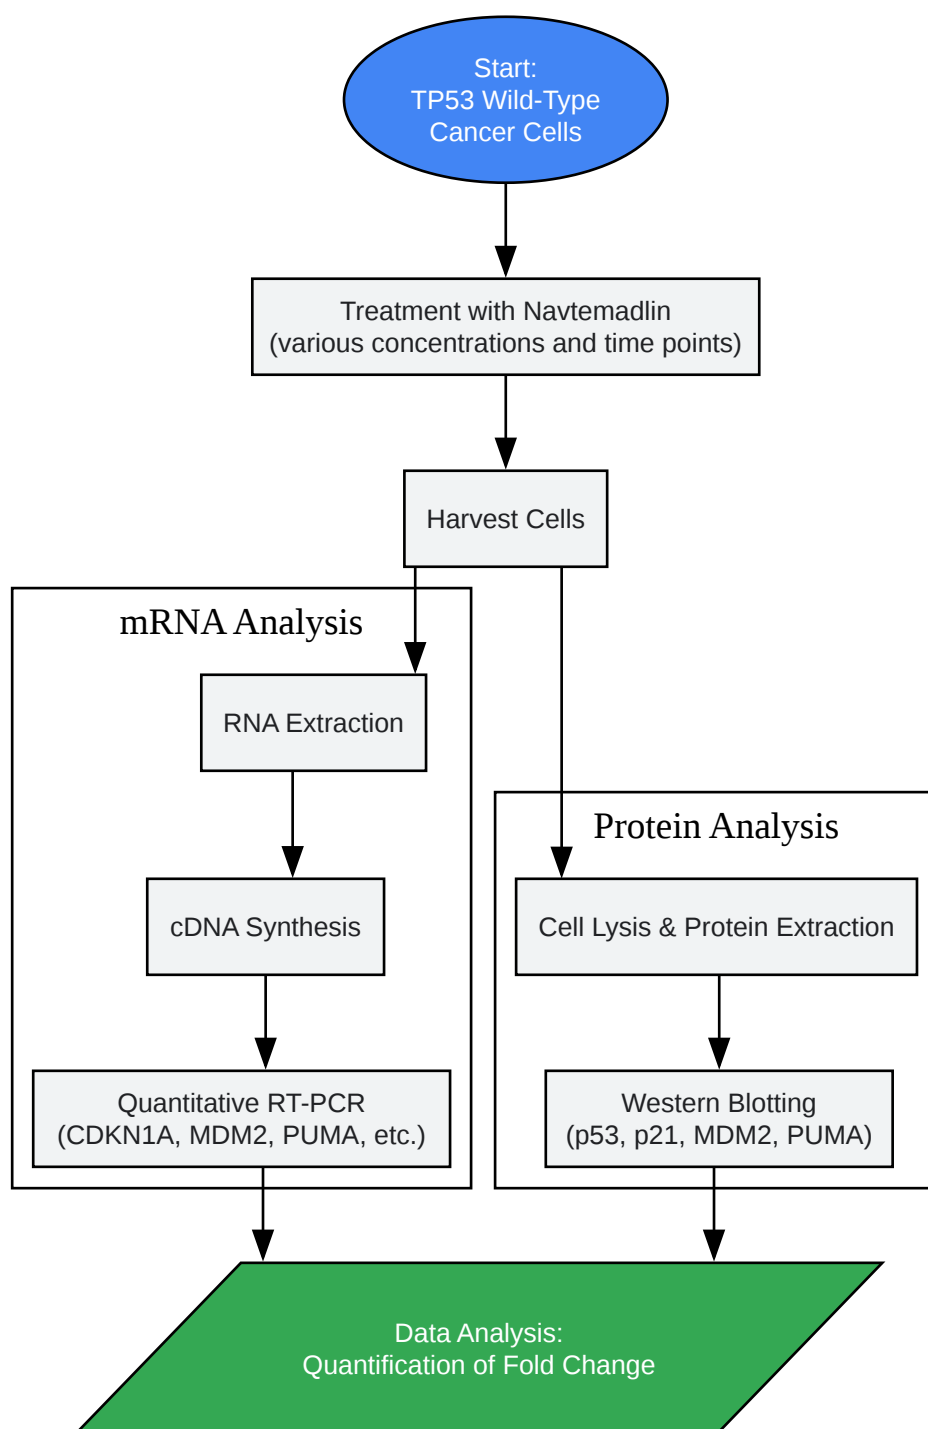 Start:
TP53 Wild-Type
Cancer Cells
Treatment with Navtemadlin
(various concentrations and time points)
Harvest Cells
mRNA Analysis
RNA Extraction
cDNA Synthesis
Quantitative RT-PCR
(CDKN1A, MDM2, PUMA, etc.)
Protein Analysis
Cell Lysis & Protein Extraction
Western Blotting
(p53, p21, MDM2, PUMA)
Data Analysis:
Quantification of Fold Change